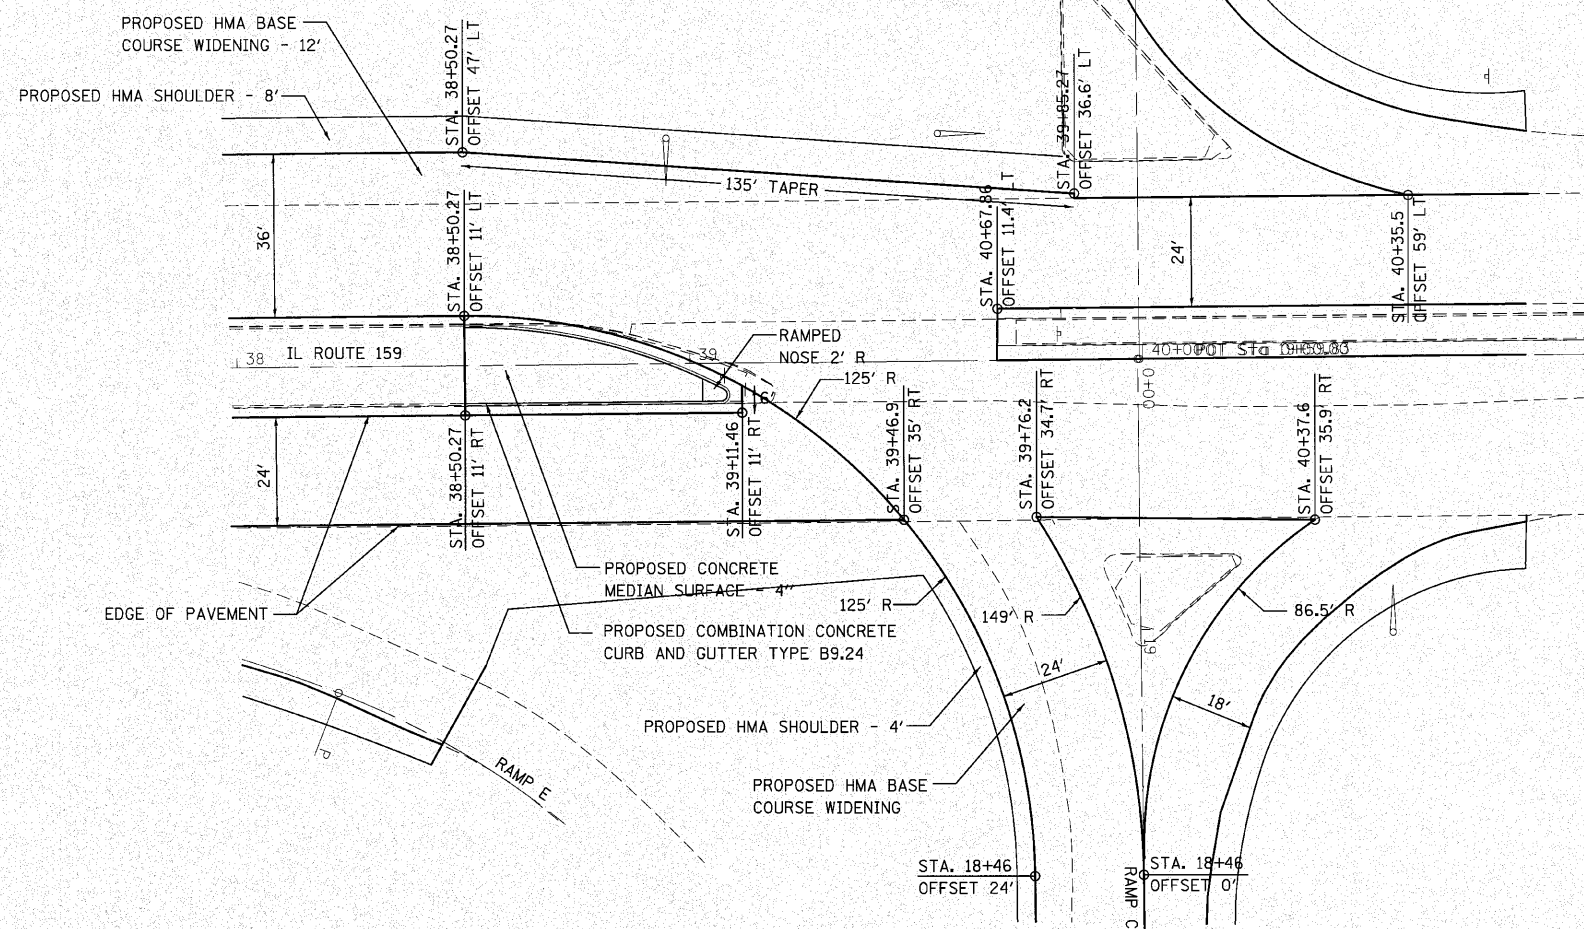 PROPOSED HMA BASE
COURSE WIDENING - 12'
PROPOSED HMA SHOULDER - 8'
STA. 38+50.27
OFFSET 47' LT
STA. 39+85.27
OFFSET 36.6' LT
135' TAPER
36'
STA. 38+50.27
OFFSET 11' LT
STA. 40+67.86
OFFSET 11.4' LT
24'
STA. 40+35.5
OFFSET 59' LT
38
IL ROUTE 159
39
RAMPED
NOSE 2' R
6'
125' R
40+00
POT Sta
00+0
24'
STA. 38+50.27
OFFSET 11' RT
STA. 39+11.46
OFFSET 11' RT
STA. 39+46.9
OFFSET 35' RT
STA. 39+76.2
OFFSET 34.7' RT
STA. 40+37.6
OFFSET 35.9' RT
PROPOSED CONCRETE
MEDIAN SURFACE - 4"
EDGE OF PAVEMENT
PROPOSED COMBINATION CONCRETE
CURB AND GUTTER TYPE B9.24
125' R
149' R
86.5' R
19
24'
18'
PROPOSED HMA SHOULDER - 4'
P
RAMP E
PROPOSED HMA BASE
COURSE WIDENING
STA. 18+46
OFFSET 24'
STA. 18+46
OFFSET 0'
RAMP C